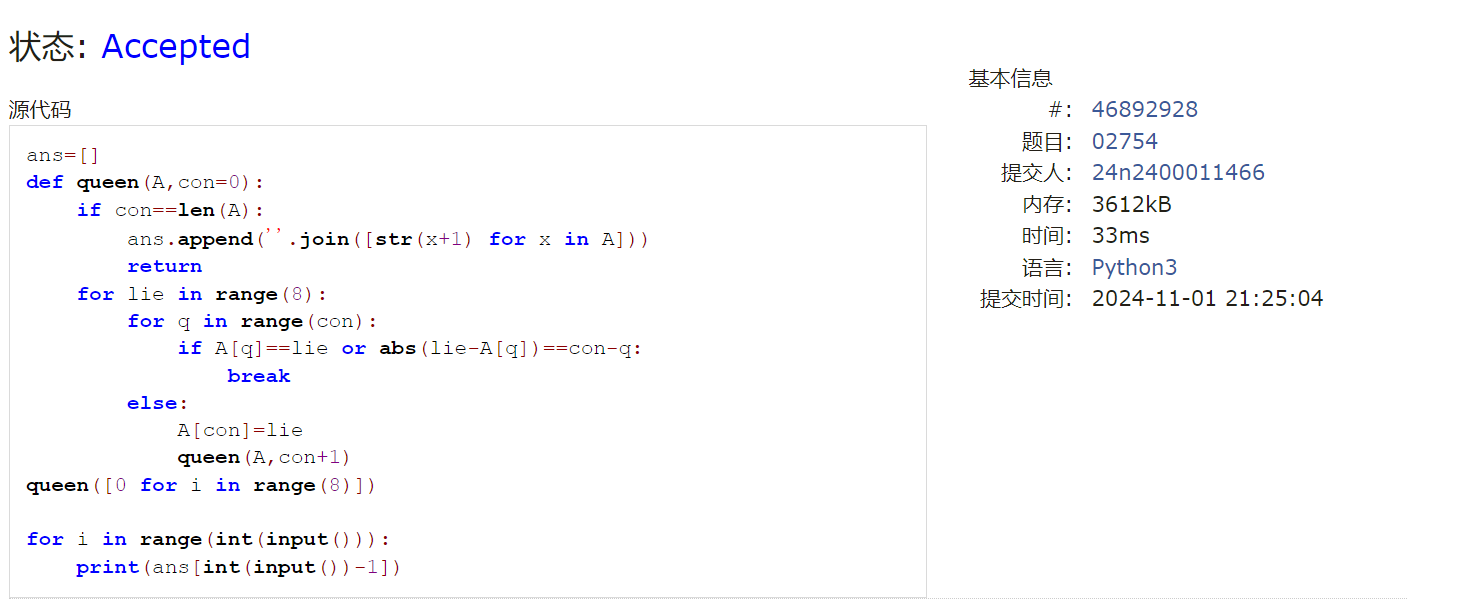 状态: Accepted
源代码
ans=[]
def queen(A,con=0):
    if con==len(A):
        ans.append(''.join([str(x+1) for x in A]))
        return
    for lie in range(8):
        for q in range(con):
            if A[q]==lie or abs(lie-A[q])==con-q:
                break
        else:
            A[con]=lie
            queen(A,con+1)
queen([0 for i in range(8)])

for i in range(int(input())):
    print(ans[int(input())-1])
基本信息
#: 46892928
题目: 02754
提交人: 24n2400011466
内存: 3612kB
时间: 33ms
语言: Python3
提交时间: 2024-11-01 21:25:04